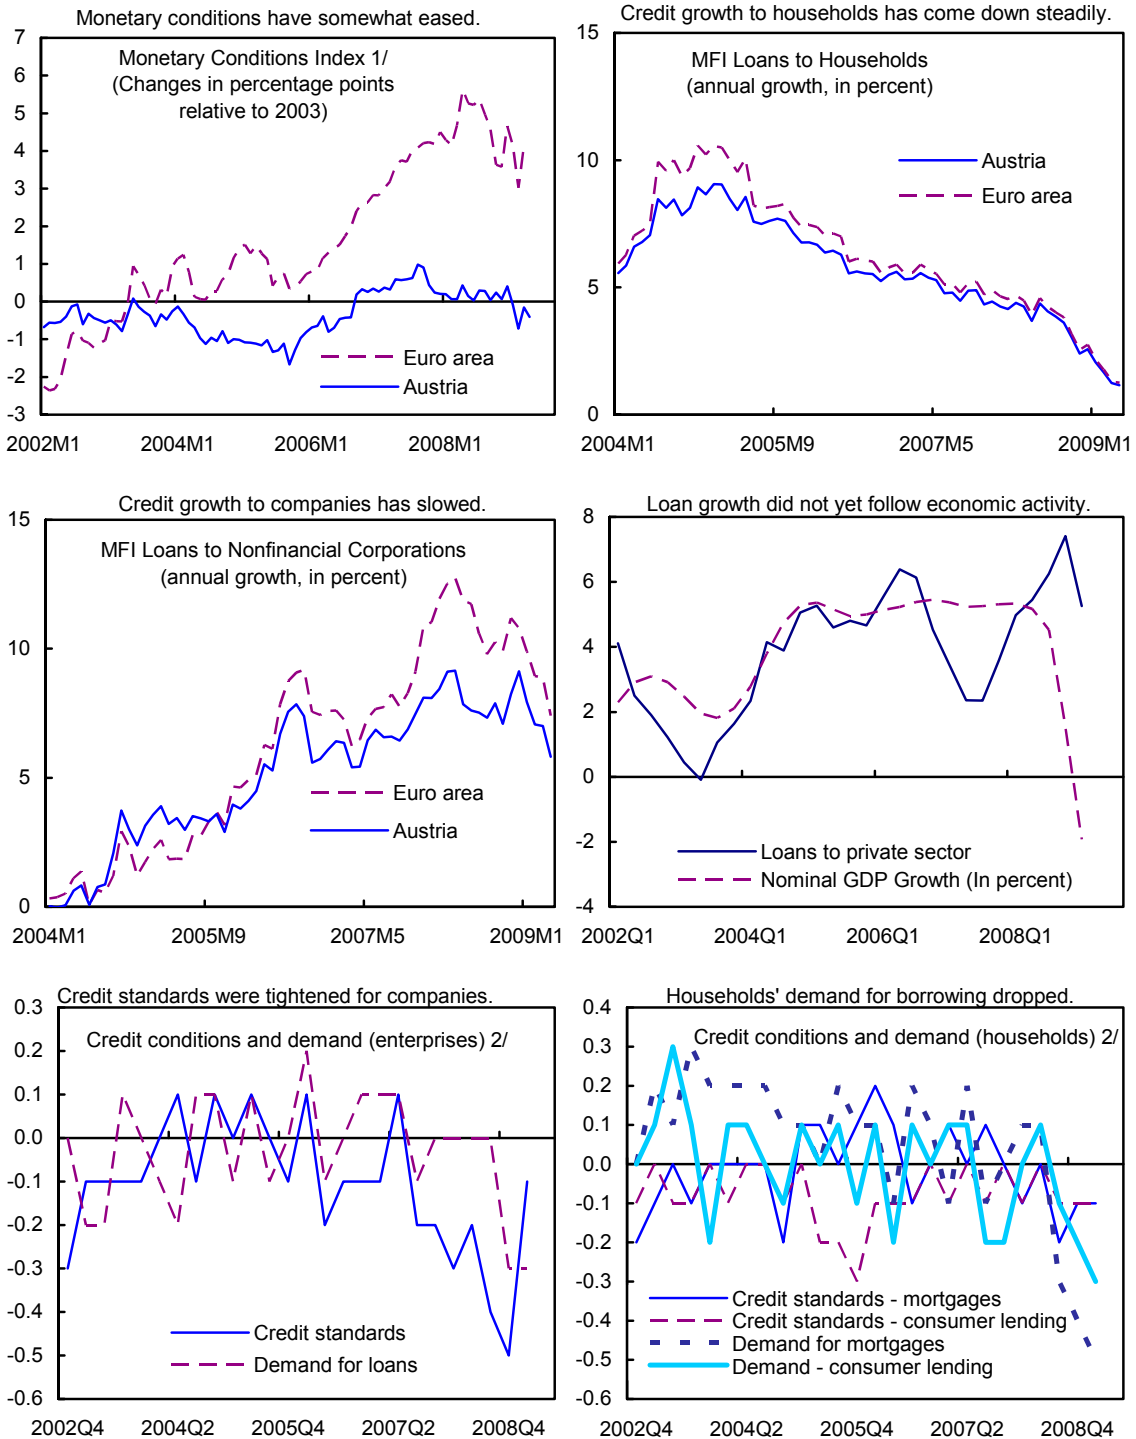 Monetary conditions have somewhat eased.
7
6
5
4
3
2
1
0
-1
-2
-3
Monetary Conditions Index 1/
(Changes in percentage points
relative to 2003)
Euro area
Austria
2002M1 2004M1 2006M1 2008M1
Credit growth to households has come down steadily.
15
10
5
0
MFI Loans to Households
(annual growth, in percent)
Austria
Euro area
2004M1 2005M9 2007M5 2009M1
Credit growth to companies has slowed.
15
10
5
0
MFI Loans to Nonfinancial Corporations
(annual growth, in percent)
Euro area
Austria
2004M1 2005M9 2007M5 2009M1
Loan growth did not yet follow economic activity.
8
6
4
2
0
-2
-4
Loans to private sector
Nominal GDP Growth (In percent)
2002Q1 2004Q1 2006Q1 2008Q1
Credit standards were tightened for companies.
0.3
0.2
0.1
0.0
-0.1
-0.2
-0.3
-0.4
-0.5
-0.6
Credit conditions and demand (enterprises) 2/
Credit standards
Demand for loans
2002Q4 2004Q2 2005Q4 2007Q2 2008Q4
Households' demand for borrowing dropped.
0.4
0.3
0.2
0.1
0.0
-0.1
-0.2
-0.3
-0.4
-0.5
-0.6
Credit conditions and demand (households) 2/
Credit standards - mortgages
Credit standards - consumer lending
Demand for mortgages
Demand - consumer lending
2002Q4 2004Q2 2005Q4 2007Q2 2008Q4